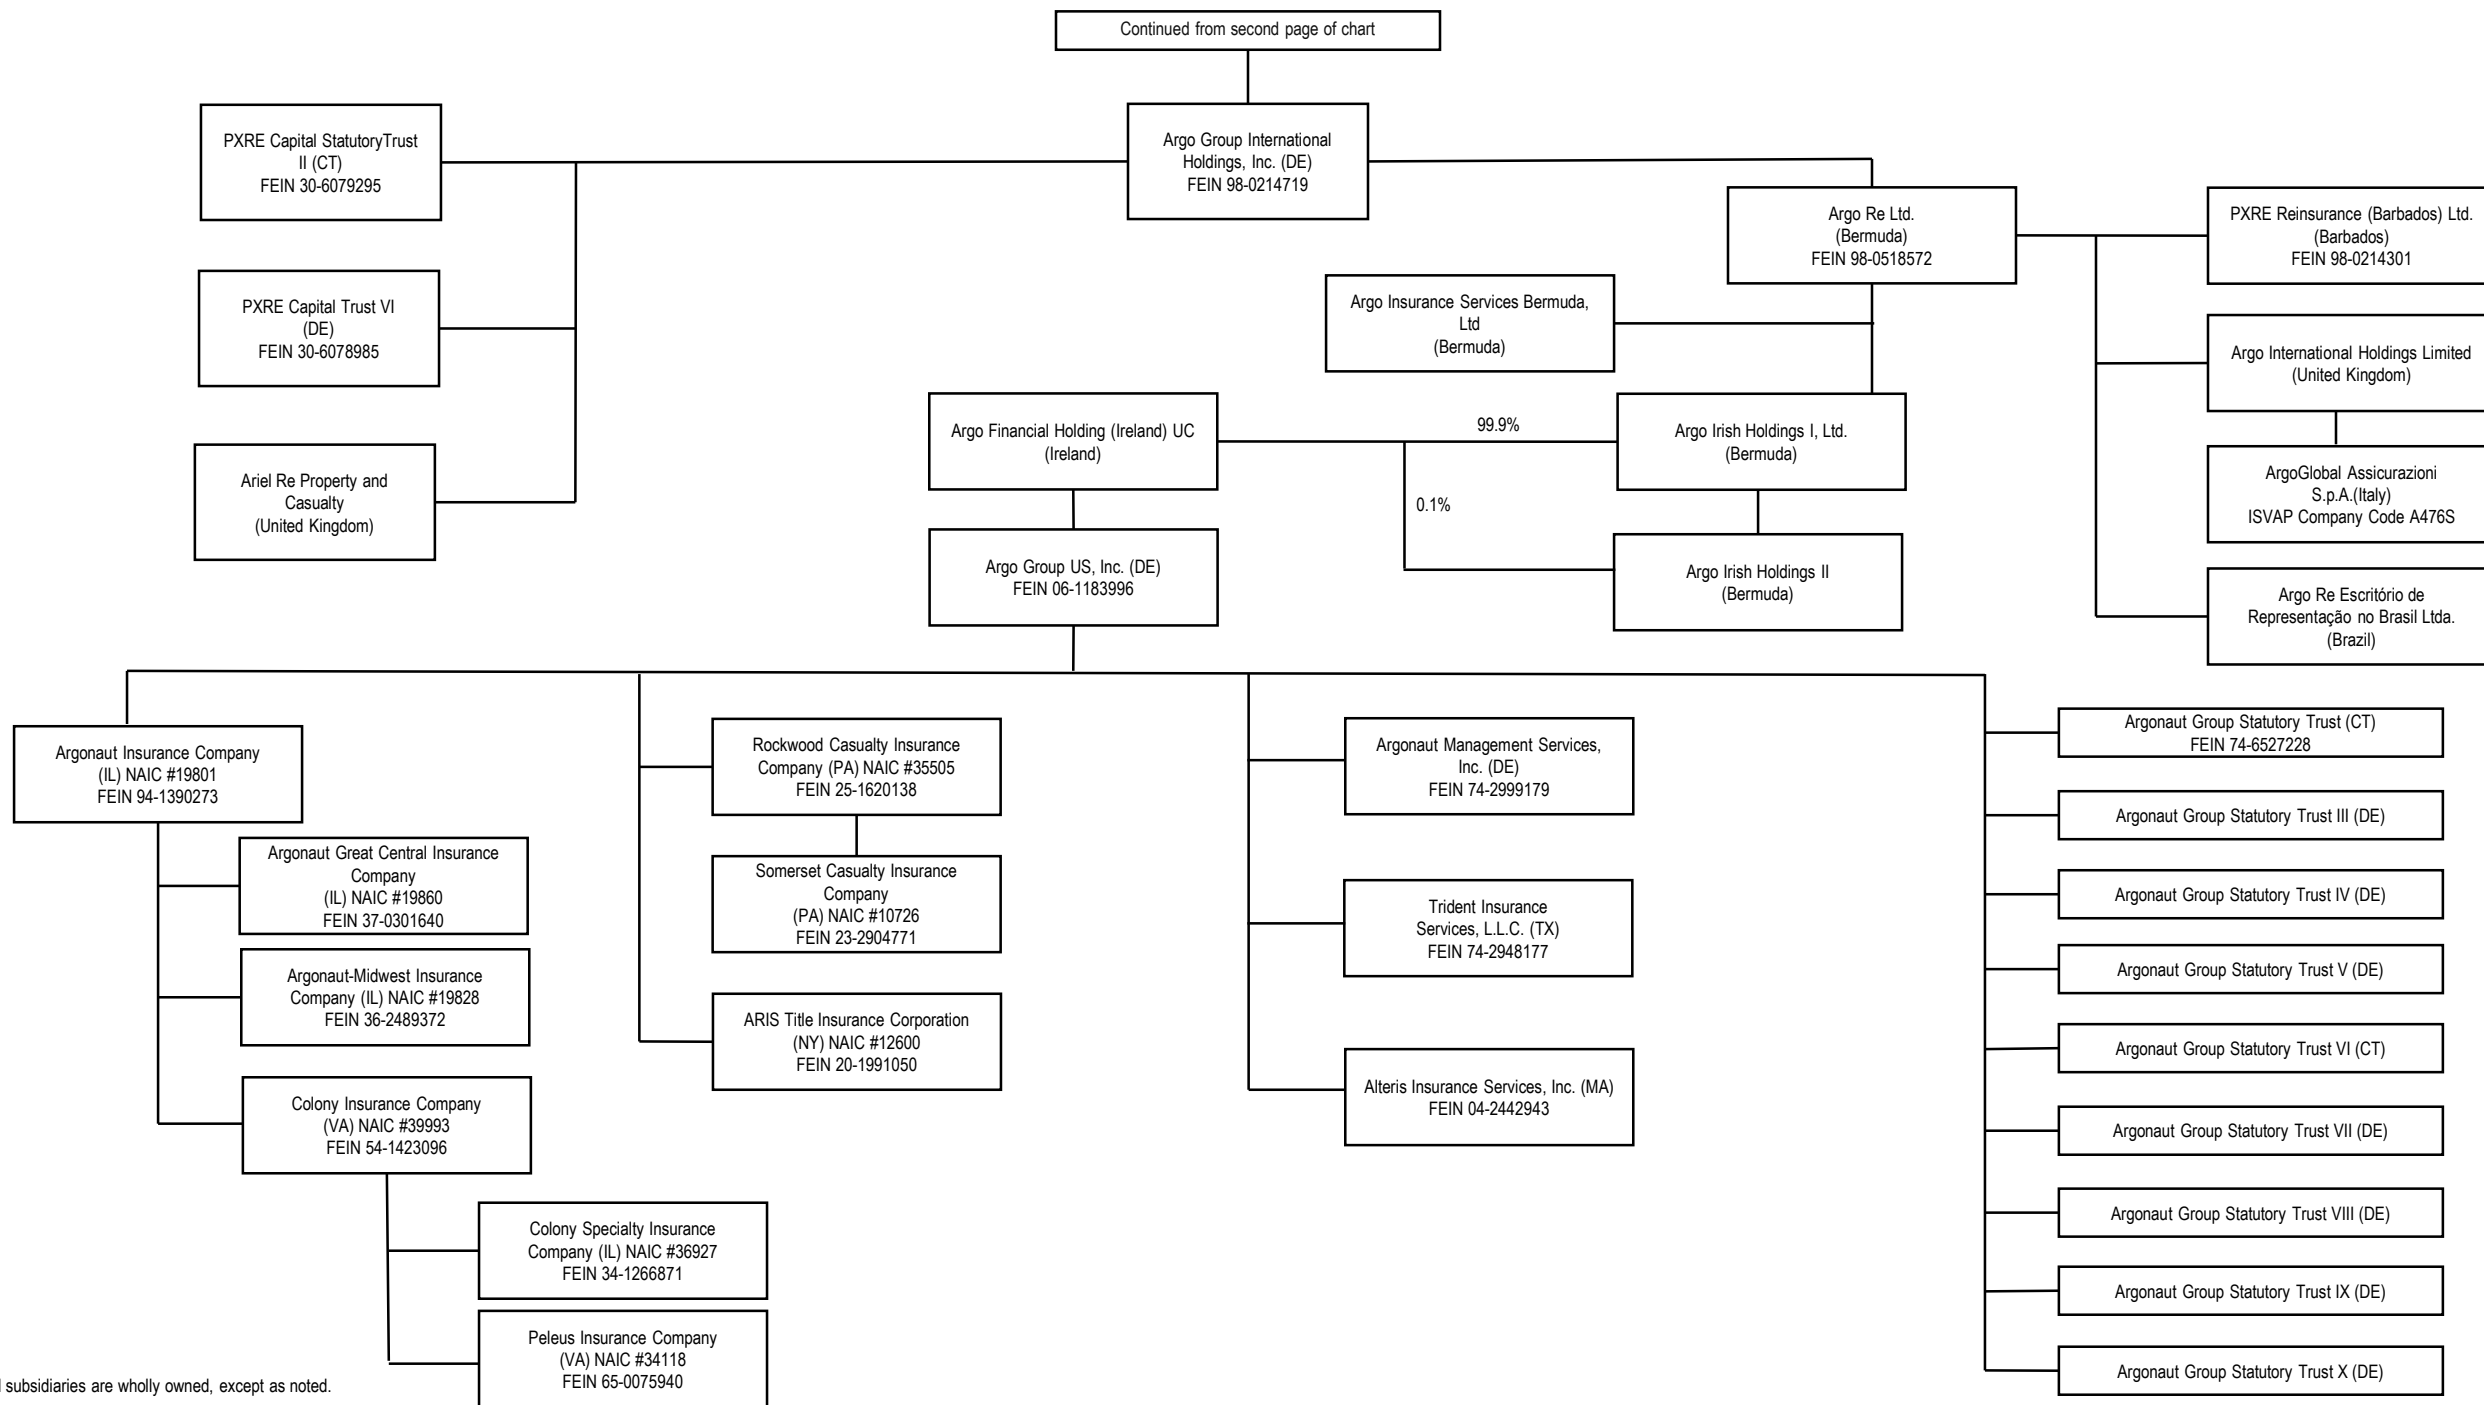 Continued from second page of chart
PXRE Capital StatutoryTrust
II (CT)
FEIN 30-6079295
Argo Group International
Holdings, Inc. (DE)
FEIN 98-0214719
Argo Re Ltd.
(Bermuda)
FEIN 98-0518572
PXRE Reinsurance (Barbados) Ltd.
(Barbados)
FEIN 98-0214301
PXRE Capital Trust VI
(DE)
FEIN 30-6078985
Argo Insurance Services Bermuda,
Ltd
(Bermuda)
Argo International Holdings Limited
(United Kingdom)
Ariel Re Property and
Casualty
(United Kingdom)
Argo Financial Holding (Ireland) UC
(Ireland)
99.9%
Argo Irish Holdings I, Ltd.
(Bermuda)
0.1%
ArgoGlobal Assicurazioni
S.p.A.(Italy)
ISVAP Company Code A476S
Argo Group US, Inc. (DE)
FEIN 06-1183996
Argo Irish Holdings II
(Bermuda)
Argo Re Escritório de
Representação no Brasil Ltda.
(Brazil)
Argonaut Insurance Company
(IL) NAIC #19801
FEIN 94-1390273
Argonaut Great Central Insurance
Company
(IL) NAIC #19860
FEIN 37-0301640
Argonaut-Midwest Insurance
Company (IL) NAIC #19828
FEIN 36-2489372
Colony Insurance Company
(VA) NAIC #39993
FEIN 54-1423096
Colony Specialty Insurance
Company (IL) NAIC #36927
FEIN 34-1266871
Peleus Insurance Company
(VA) NAIC #34118
FEIN 65-0075940
Rockwood Casualty Insurance
Company (PA) NAIC #35505
FEIN 25-1620138
Somerset Casualty Insurance
Company
(PA) NAIC #10726
FEIN 23-2904771
ARIS Title Insurance Corporation
(NY) NAIC #12600
FEIN 20-1991050
Argonaut Management Services,
Inc. (DE)
FEIN 74-2999179
Trident Insurance
Services, L.L.C. (TX)
FEIN 74-2948177
Alteris Insurance Services, Inc. (MA)
FEIN 04-2442943
Argonaut Group Statutory Trust (CT)
FEIN 74-6527228
Argonaut Group Statutory Trust III (DE)
Argonaut Group Statutory Trust IV (DE)
Argonaut Group Statutory Trust V (DE)
Argonaut Group Statutory Trust VI (CT)
Argonaut Group Statutory Trust VII (DE)
Argonaut Group Statutory Trust VIII (DE)
Argonaut Group Statutory Trust IX (DE)
Argonaut Group Statutory Trust X (DE)
subsidiaries are wholly owned, except as noted.